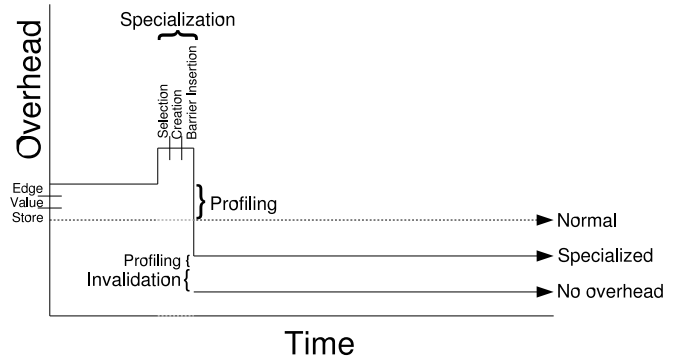 Specialization
Overhead
Selection
Creation
Barrier Insertion
Edge
Value
Store
Profiling
Normal
Profiling
Specialized
Invalidation
No overhead
Time